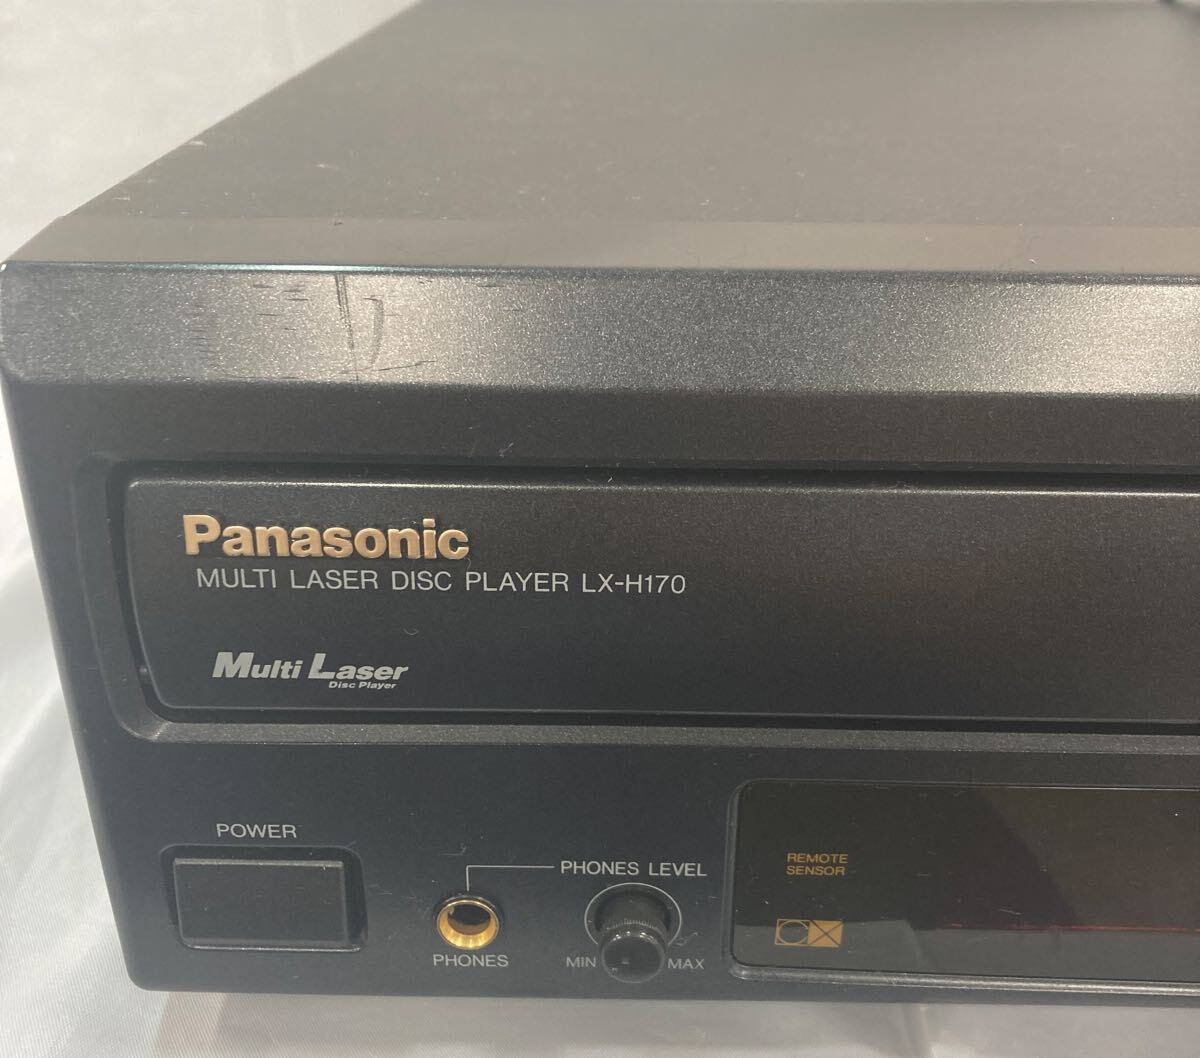 Panasonic
MULTI LASER DISC PLAYER LX-H170
Multi Laser
Disc Player
POWER
PHONES LEVEL
PHONES
MIN
MAX
REMOTE
SENSOR